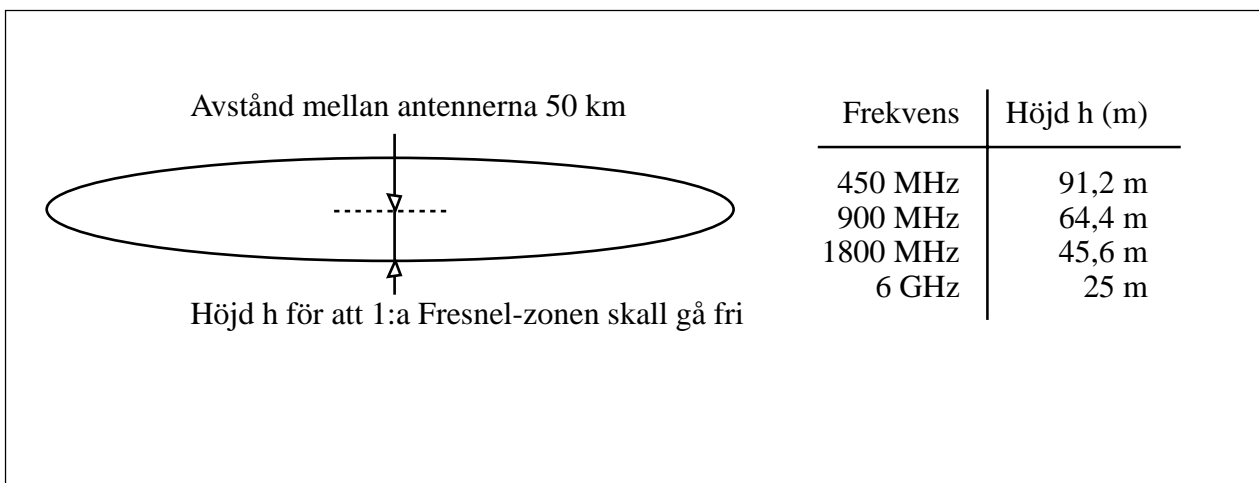 Avstånd mellan antennerna 50 km
Höjd h för att 1:a Fresnel-zonen skall gå fri
Frekvens Höjd h (m)
450 MHz 91,2 m
900 MHz 64,4 m
1800 MHz 45,6 m
6 GHz 25 m